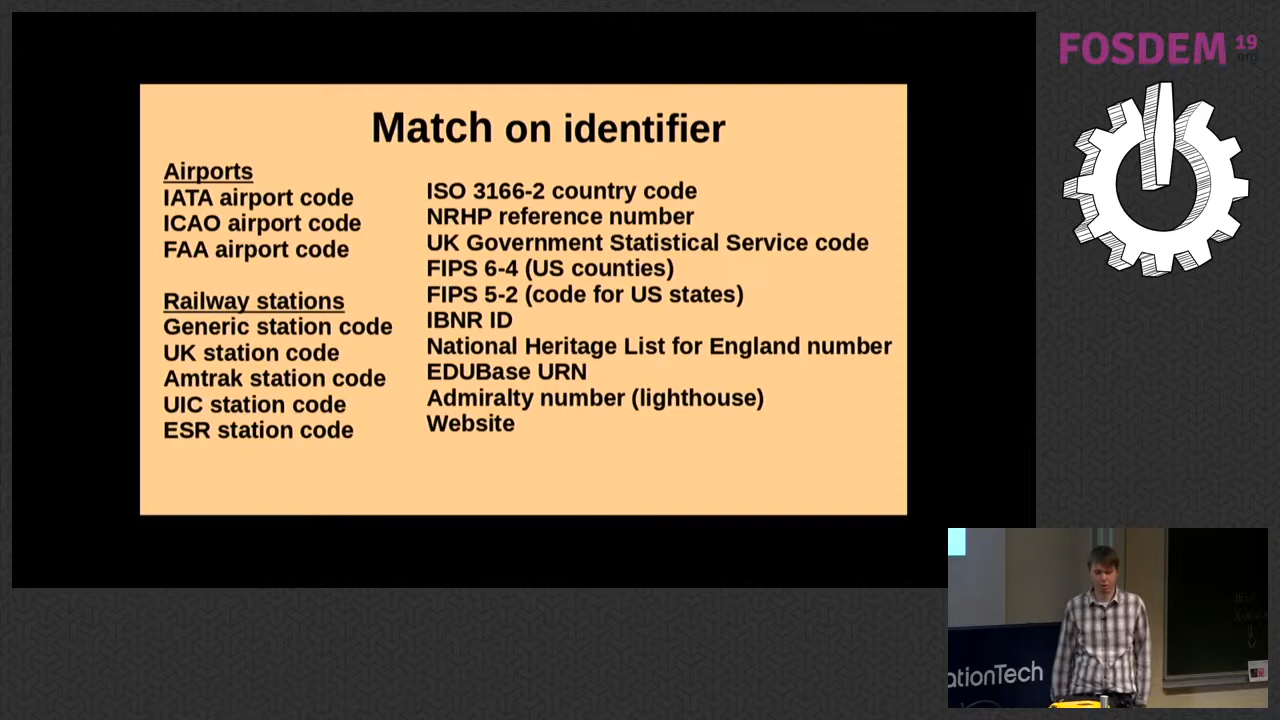 FOSDEM 19
.org
Match on identifier
Airports
IATA airport code
ICAO airport code
FAA airport code
Railway stations
Generic station code
UK station code
Amtrak station code
UIC station code
ESR station code
ISO 3166-2 country code
NRHP reference number
UK Government Statistical Service code
FIPS 6-4 (US counties)
FIPS 5-2 (code for US states)
IBNR ID
National Heritage List for England number
EDUBase URN
Admiralty number (lighthouse)
Website
ationTech